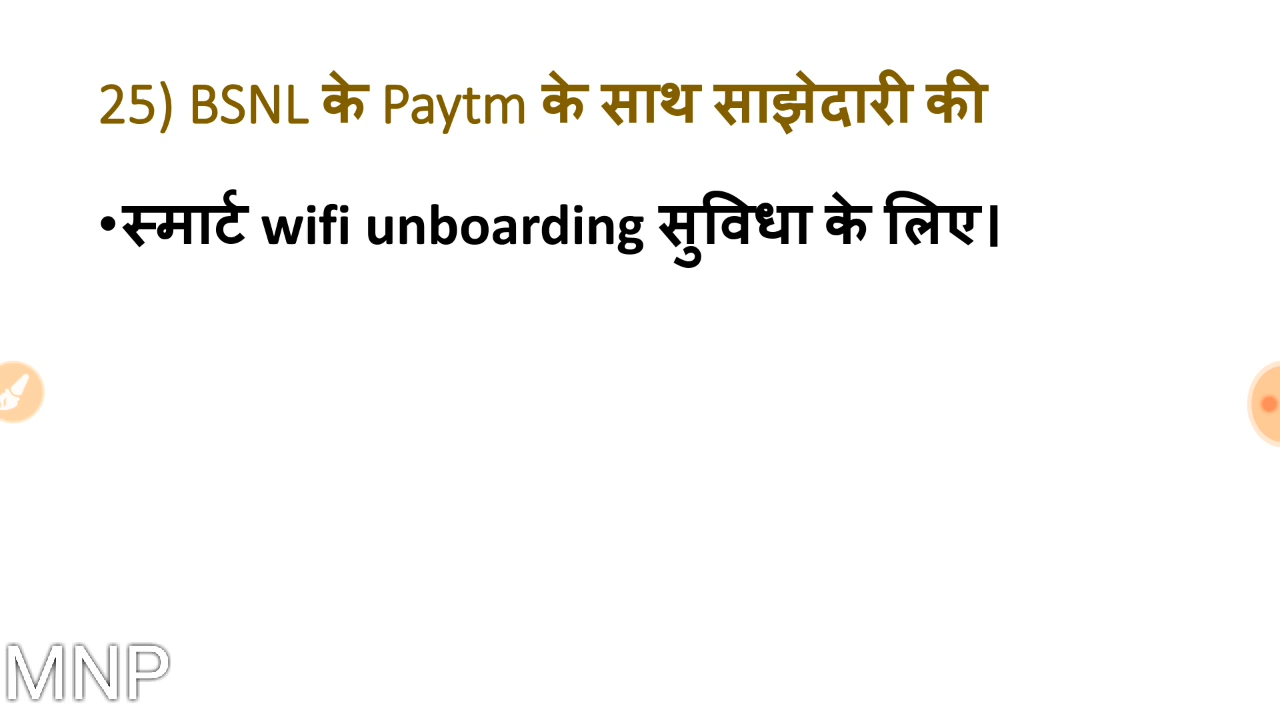 25) BSNL के Paytm के साथ साझेदारी की
•स्मार्ट wifi unboarding सुविधा के लिए।
MNP